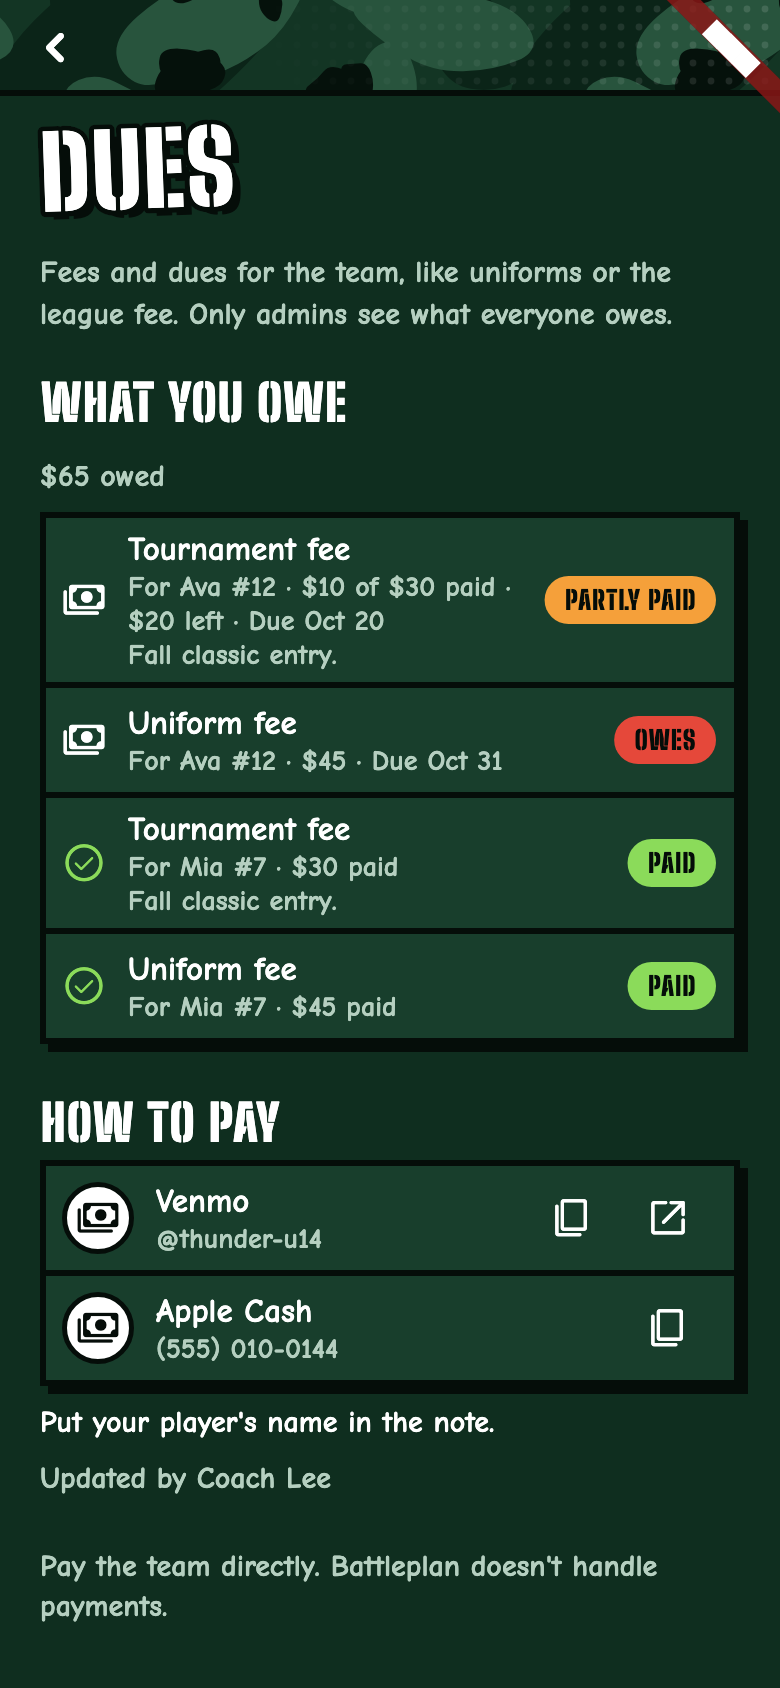 DUES
Fees and dues for the team, like uniforms or the
league fee. Only admins see what everyone owes.
WHAT YOU OWE
$65 owed
Tournament fee
For Ava #12 · $10 of $30 paid ·
$20 left · Due Oct 20
Fall classic entry.
PARTLY PAID
Uniform fee
For Ava #12 · $45 · Due Oct 31
OWES
Tournament fee
For Mia #7 · $30 paid
Fall classic entry.
PAID
Uniform fee
For Mia #7 · $45 paid
PAID
HOW TO PAY
Venmo
@thunder-u14
Apple Cash
(555) 010-0144
Put your player's name in the note.
Updated by Coach Lee
Pay the team directly. Battleplan doesn't handle
payments.